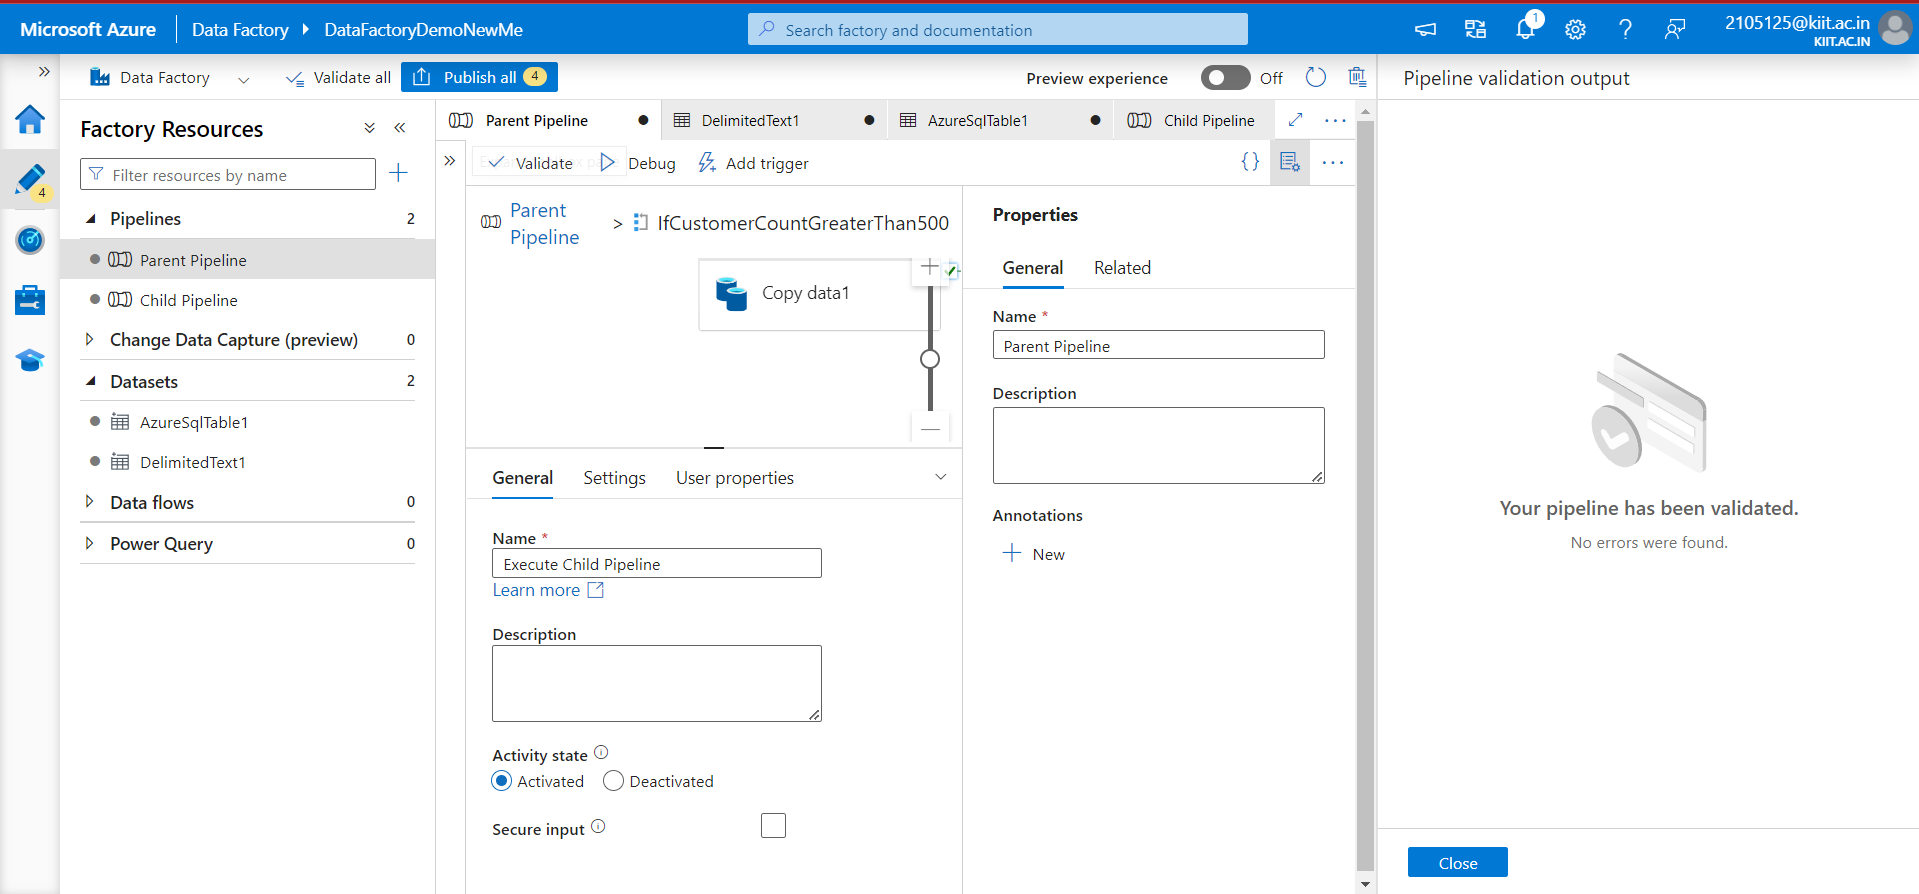 Microsoft Azure
Data Factory
DataFactoryDemoNewMe
Search factory and documentation
1
2105125@kiit.ac.in
KIIT.AC.IN
Data Factory
Validate all
Publish all 4
Preview experience
Off
Pipeline validation output
4
Factory Resources
Filter resources by name
Pipelines 2
Parent Pipeline
Child Pipeline
Change Data Capture (preview) 0
Datasets 2
AzureSqlTable1
DelimitedText1
Data flows 0
Power Query 0
Parent Pipeline
DelimitedText1
AzureSqlTable1
Child Pipeline
Validate
Debug
Add trigger
{}
Parent
Pipeline
>
IfCustomerCountGreaterThan500
Copy data1
General
Settings
User properties
Name *
Execute Child Pipeline
Learn more
Description
Activity state
Activated
Deactivated
Secure input
Properties
General
Related
Name *
Parent Pipeline
Description
Annotations
New
Your pipeline has been validated.
No errors were found.
Close